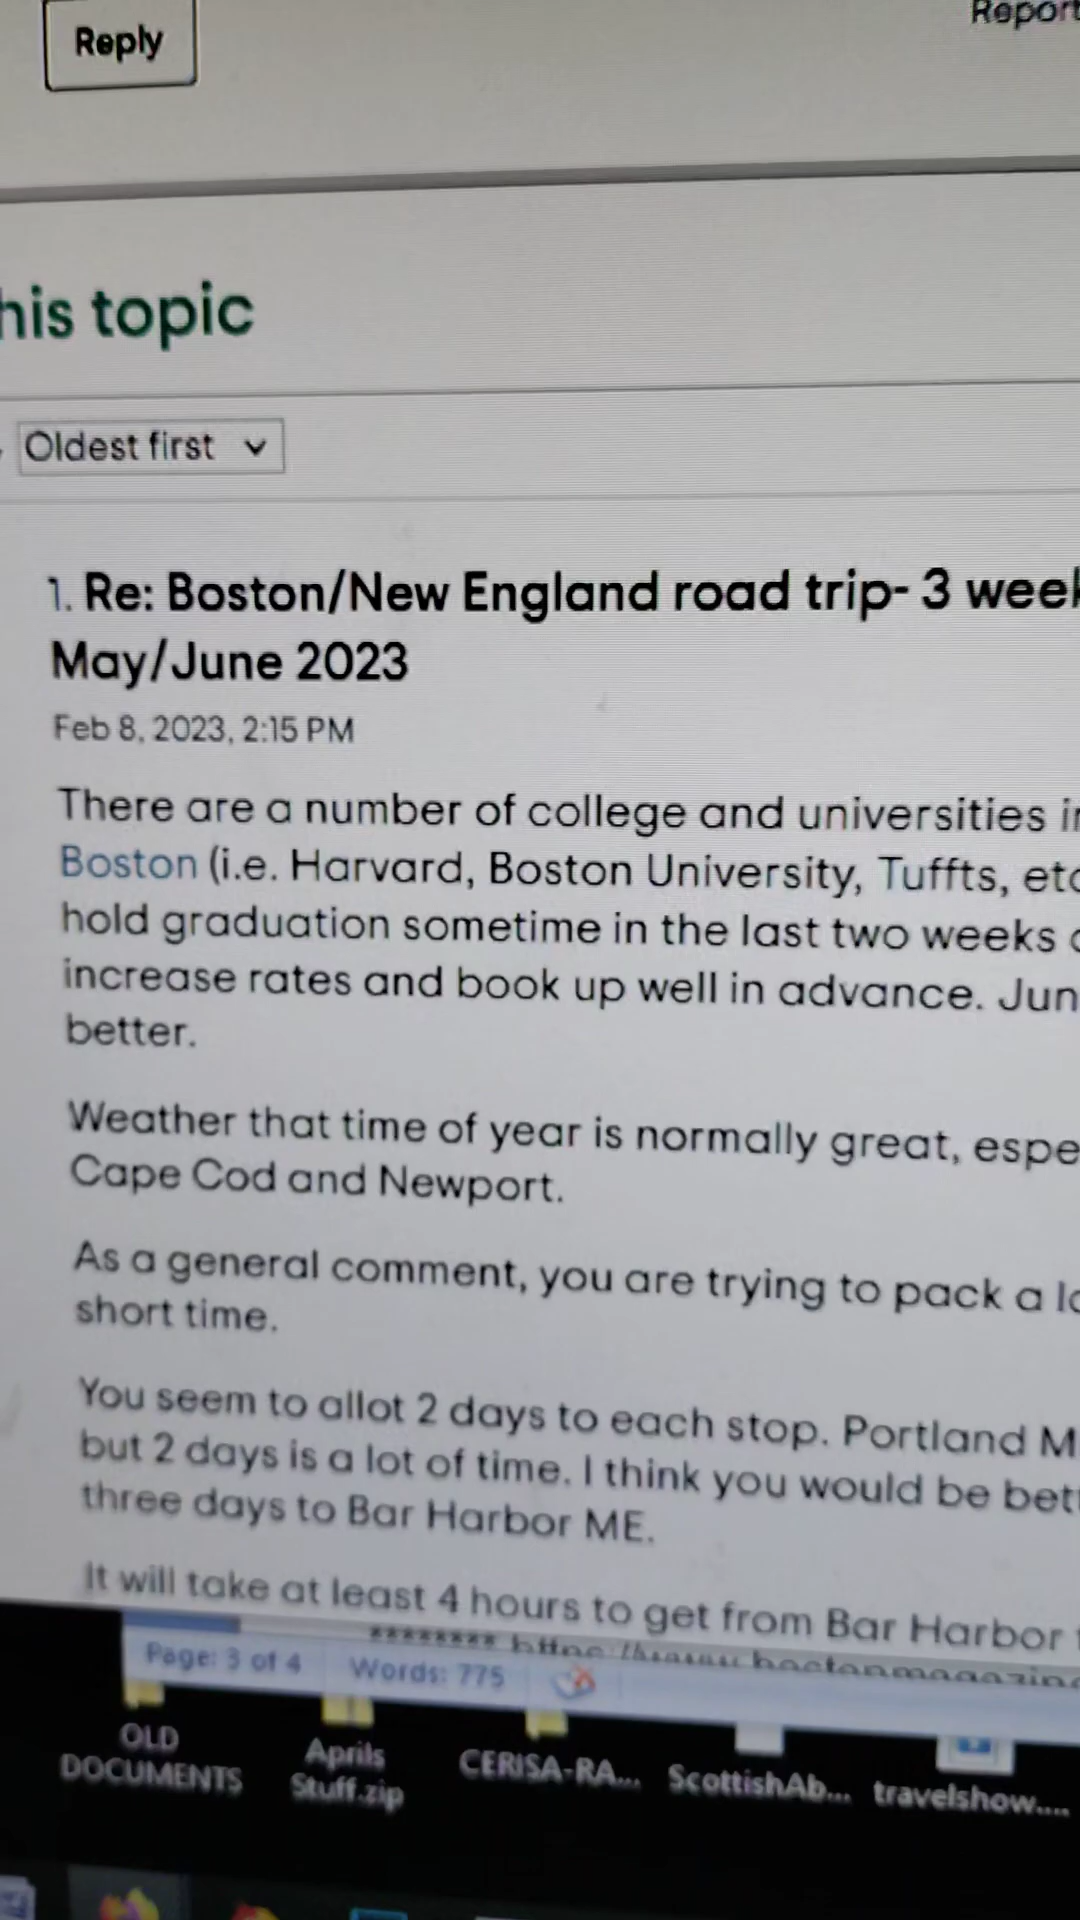 Reply
Report
his topic
Oldest first
1. Re: Boston/New England road trip- 3 week
May/June 2023
Feb 8, 2023, 2:15 PM
There are a number of college and universities in
Boston (i.e. Harvard, Boston University, Tuffts, etc
hold graduation sometime in the last two weeks o
increase rates and book up well in advance. Jun
better.
Weather that time of year is normally great, espe
Cape Cod and Newport.
As a general comment, you are trying to pack a lo
short time.
You seem to allot 2 days to each stop. Portland M
but 2 days is a lot of time. I think you would be bett
three days to Bar Harbor ME.
It will take at least 4 hours to get from Bar Harbor
Page: 3 of 4 Words: 775
OLD
DOCUMENTS
Aprils
Stuff.zip
CERISA-RA...
ScottishAb...
travelshow....